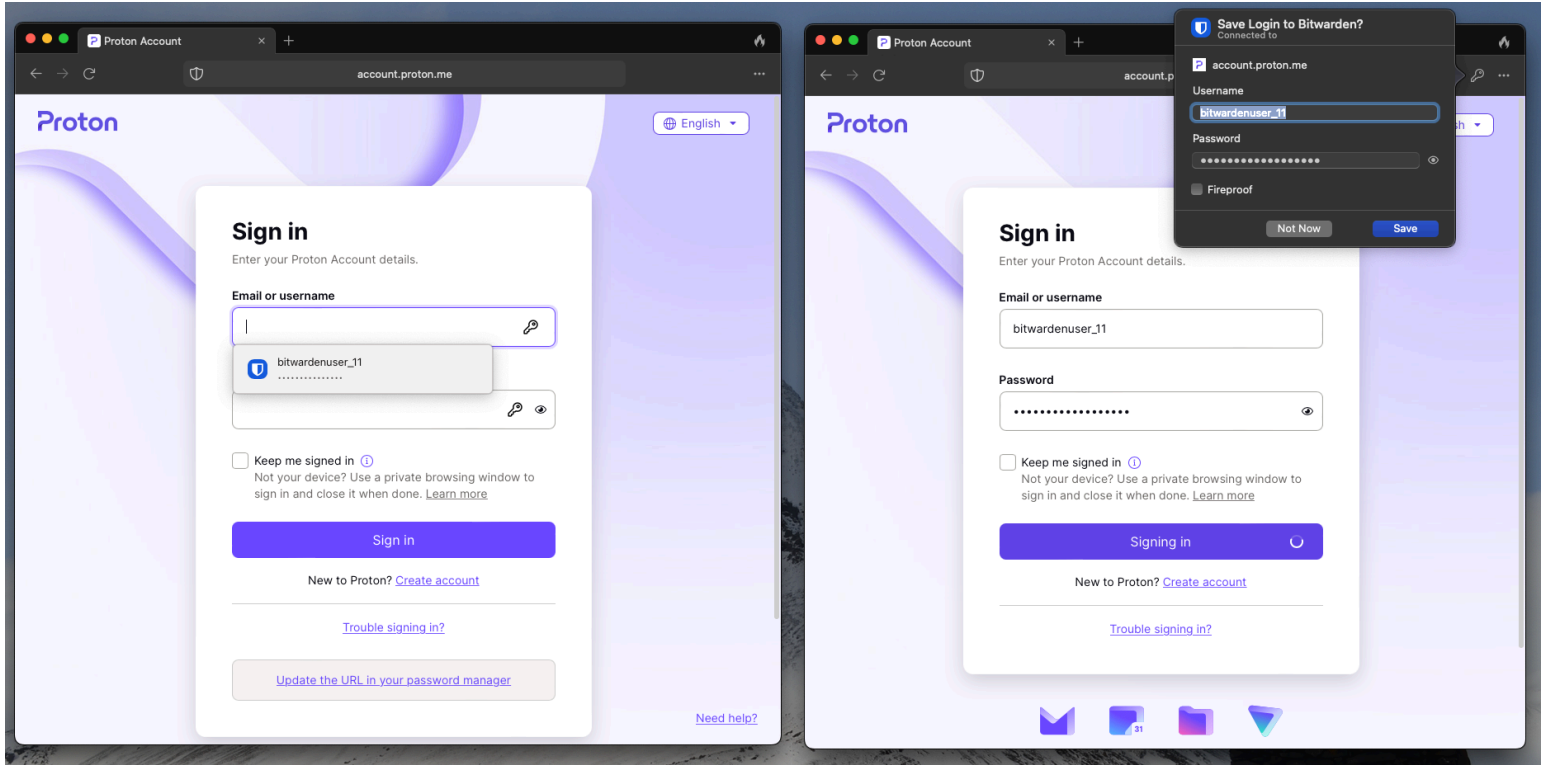 Proton Account
account.proton.me
Proton
English
Sign in
Enter your Proton Account details.
Email or username
bitwardenuser_11
Keep me signed in
Not your device? Use a private browsing window to
sign in and close it when done. Learn more
Sign in
New to Proton? Create account
Trouble signing in?
Update the URL in your password manager
Need help?
Proton Account
account.p
Save Login to Bitwarden?
Connected to
account.proton.me
Username
bitwardenuser_11
Password
Fireproof
Not Now
Save
Proton
sh
Sign in
Enter your Proton Account details.
Email or username
bitwardenuser_11
Password
Keep me signed in
Not your device? Use a private browsing window to
sign in and close it when done. Learn more
Signing in
New to Proton? Create account
Trouble signing in?
31